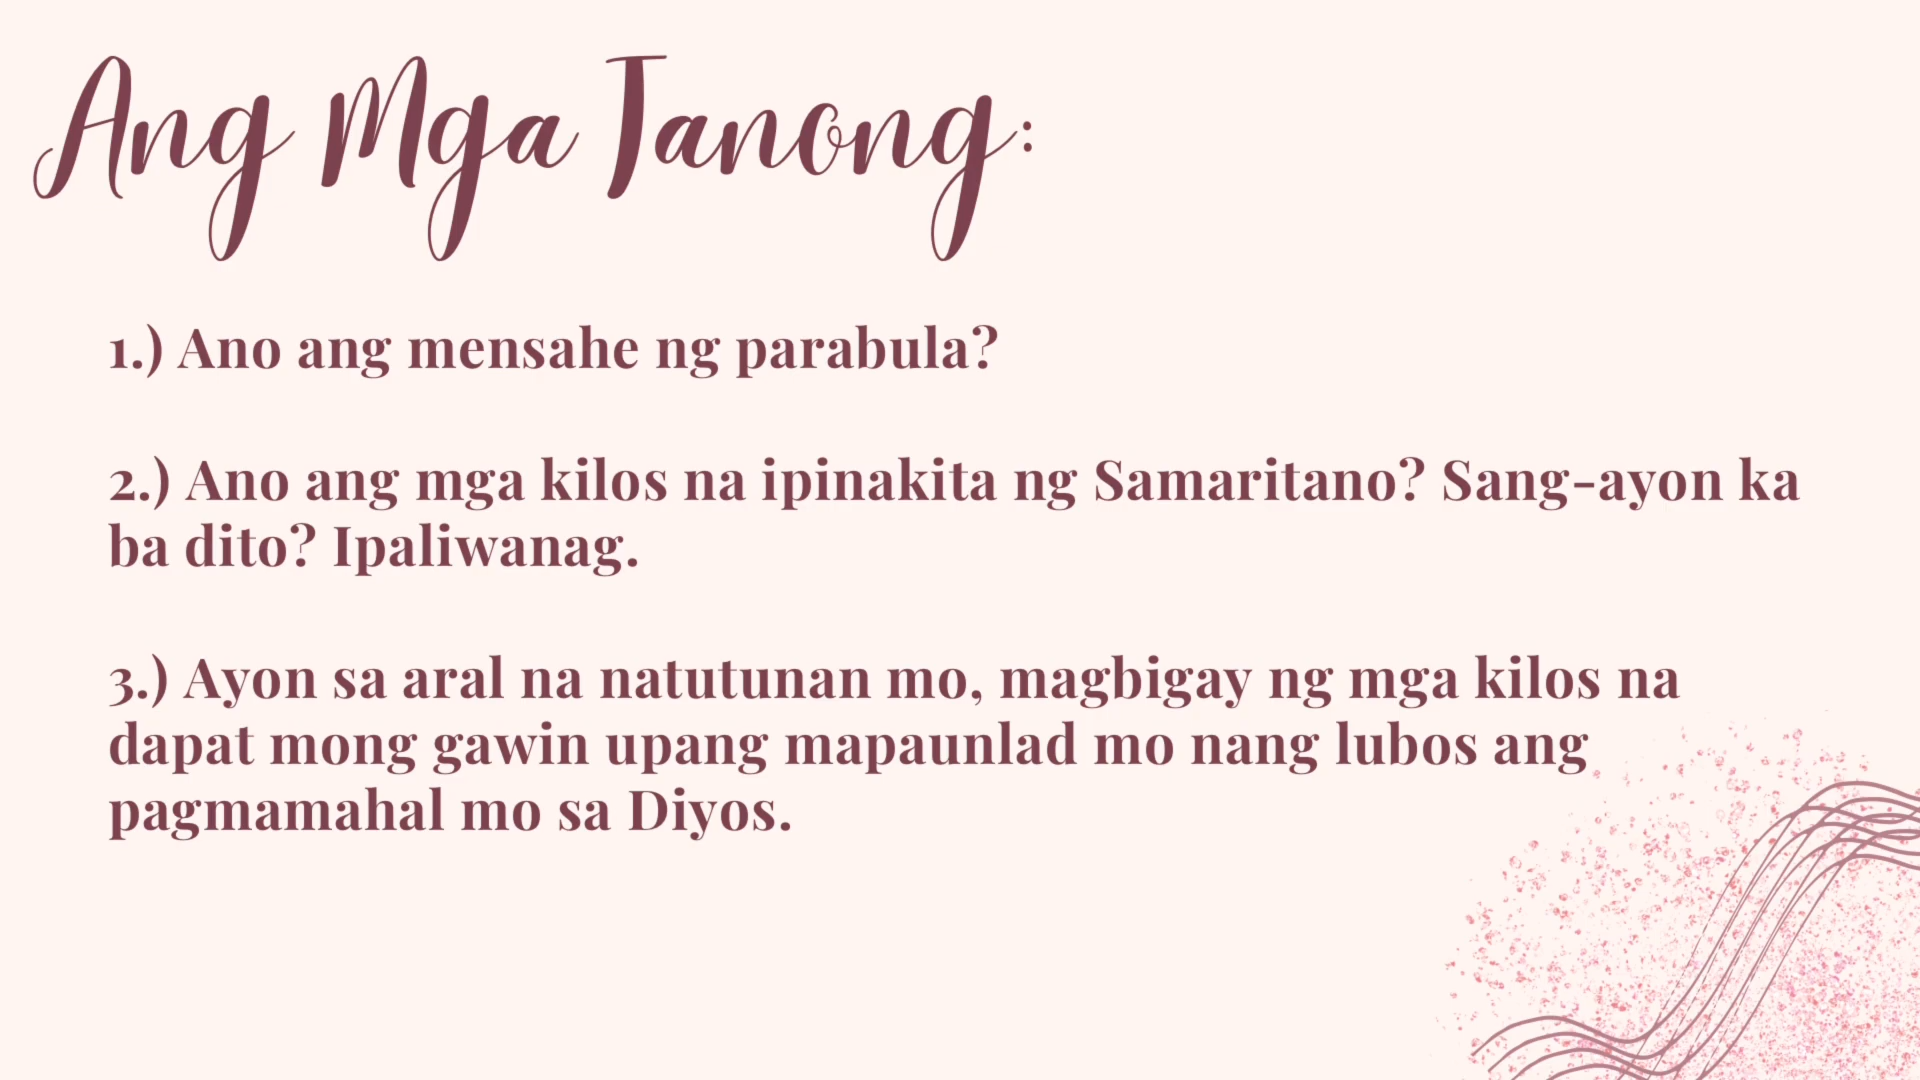 Ang Mga Tanong:
1.) Ano ang mensahe ng parabula?
2.) Ano ang mga kilos na ipinakita ng Samaritano? Sang-ayon ka
ba dito? Ipaliwanag.
3.) Ayon sa aral na natutunan mo, magbigay ng mga kilos na
dapat mong gawin upang mapaunlad mo nang lubos ang
pagmamahal mo sa Diyos.